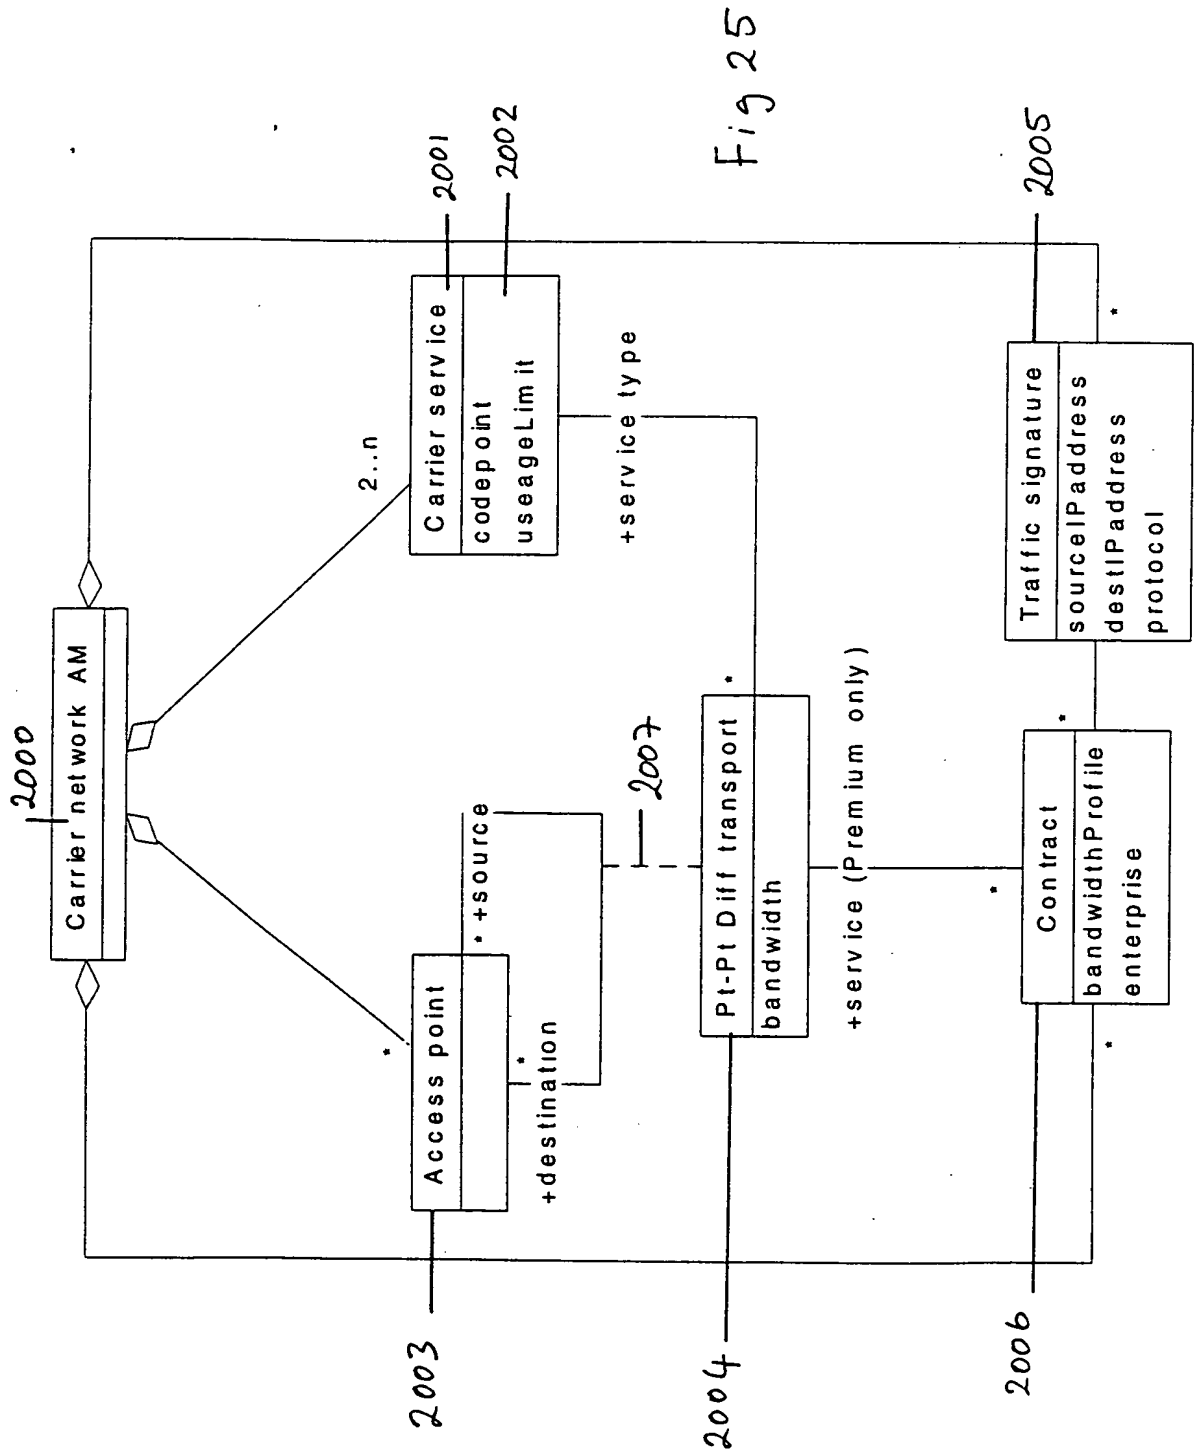 2000
Carrier network AM
2..n
2001
2002
Carrier service
codepoint
useageLimit
+service type
2003
Access point
* +source
*
+destination
*
2007
2004
Pt-Pt Diff transport
bandwidth
*
+service (Premium only)
*
2006
Contract
bandwidthProfile
enterprise
*
*
2005
Traffic signature
sourceIPaddress
destIPaddress
protocol
*
Fig 25